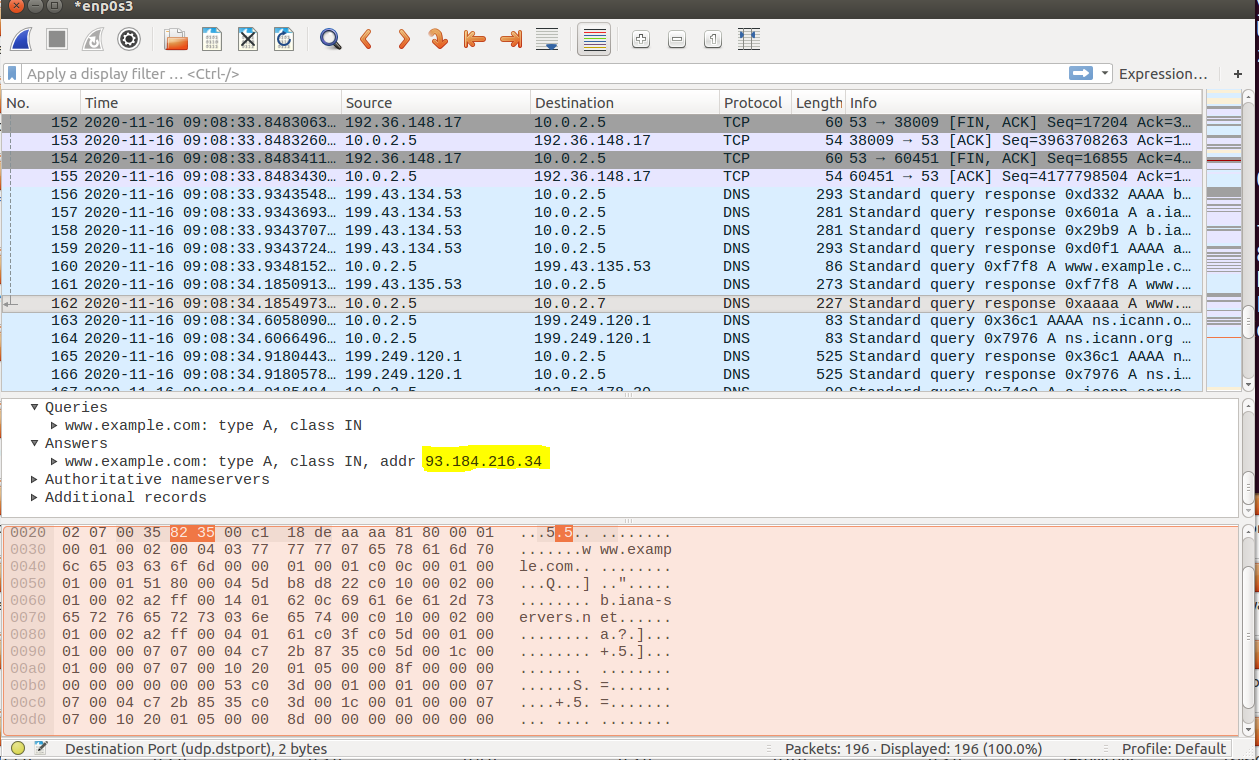 *enp0s3
Apply a display filter … <Ctrl-/> Expression… +
No. Time Source Destination Protocol Length Info
152 2020-11-16 09:08:33.8483063… 192.36.148.17 10.0.2.5 TCP 60 53 → 38009 [FIN, ACK] Seq=17204 Ack=3…
153 2020-11-16 09:08:33.8483260… 10.0.2.5 192.36.148.17 TCP 54 38009 → 53 [ACK] Seq=3963708263 Ack=1…
154 2020-11-16 09:08:33.8483411… 192.36.148.17 10.0.2.5 TCP 60 53 → 60451 [FIN, ACK] Seq=16855 Ack=4…
155 2020-11-16 09:08:33.8483430… 10.0.2.5 192.36.148.17 TCP 54 60451 → 53 [ACK] Seq=4177798504 Ack=1…
156 2020-11-16 09:08:33.9343548… 199.43.134.53 10.0.2.5 DNS 293 Standard query response 0xd332 AAAA b…
157 2020-11-16 09:08:33.9343693… 199.43.134.53 10.0.2.5 DNS 281 Standard query response 0x601a A a.ia…
158 2020-11-16 09:08:33.9343707… 199.43.134.53 10.0.2.5 DNS 281 Standard query response 0x29b9 A b.ia…
159 2020-11-16 09:08:33.9343724… 199.43.134.53 10.0.2.5 DNS 293 Standard query response 0xd0f1 AAAA a…
160 2020-11-16 09:08:33.9348152… 10.0.2.5 199.43.135.53 DNS 86 Standard query 0xf7f8 A www.example.c…
161 2020-11-16 09:08:34.1850913… 199.43.135.53 10.0.2.5 DNS 273 Standard query response 0xf7f8 A www.…
162 2020-11-16 09:08:34.1854973… 10.0.2.5 10.0.2.7 DNS 227 Standard query response 0xaaaa A www.…
163 2020-11-16 09:08:34.6058090… 10.0.2.5 199.249.120.1 DNS 83 Standard query 0x36c1 AAAA ns.icann.o…
164 2020-11-16 09:08:34.6066496… 10.0.2.5 199.249.120.1 DNS 83 Standard query 0x7976 A ns.icann.org …
165 2020-11-16 09:08:34.9180443… 199.249.120.1 10.0.2.5 DNS 525 Standard query response 0x36c1 AAAA n…
166 2020-11-16 09:08:34.9180578… 199.249.120.1 10.0.2.5 DNS 525 Standard query response 0x7976 A ns.i…
Queries
www.example.com: type A, class IN
Answers
www.example.com: type A, class IN, addr 93.184.216.34
Authoritative nameservers
Additional records
0020 02 07 00 35 82 35 00 c1 18 de aa aa 81 80 00 01 ...5.5.. ........
0030 00 01 00 02 00 04 03 77 77 77 07 65 78 61 6d 70 .......w ww.examp
0040 6c 65 03 63 6f 6d 00 00 01 00 01 c0 0c 00 01 00 le.com.. ........
0050 01 00 01 51 80 00 04 5d b8 d8 22 c0 10 00 02 00 ...Q...] ..".....
0060 01 00 02 a2 ff 00 14 01 62 0c 69 61 6e 61 2d 73 ........ b.iana-s
0070 65 72 76 65 72 73 03 6e 65 74 00 c0 10 00 02 00 ervers.n et......
0080 01 00 02 a2 ff 00 04 01 61 c0 3f c0 5d 00 01 00 ........ a.?.]...
0090 01 00 00 07 07 00 04 c7 2b 87 35 c0 5d 00 1c 00 ........ +.5.]...
00a0 01 00 00 07 07 00 10 20 01 05 00 00 8f 00 00 00 ....... ........
00b0 00 00 00 00 00 00 53 c0 3d 00 01 00 01 00 00 07 ......S. =.......
00c0 07 00 04 c7 2b 85 35 c0 3d 00 1c 00 01 00 00 07 ....+.5. =.......
00d0 07 00 10 20 01 05 00 00 8d 00 00 00 00 00 00 00 ... .... ........
Destination Port (udp.dstport), 2 bytes Packets: 196 · Displayed: 196 (100.0%) Profile: Default